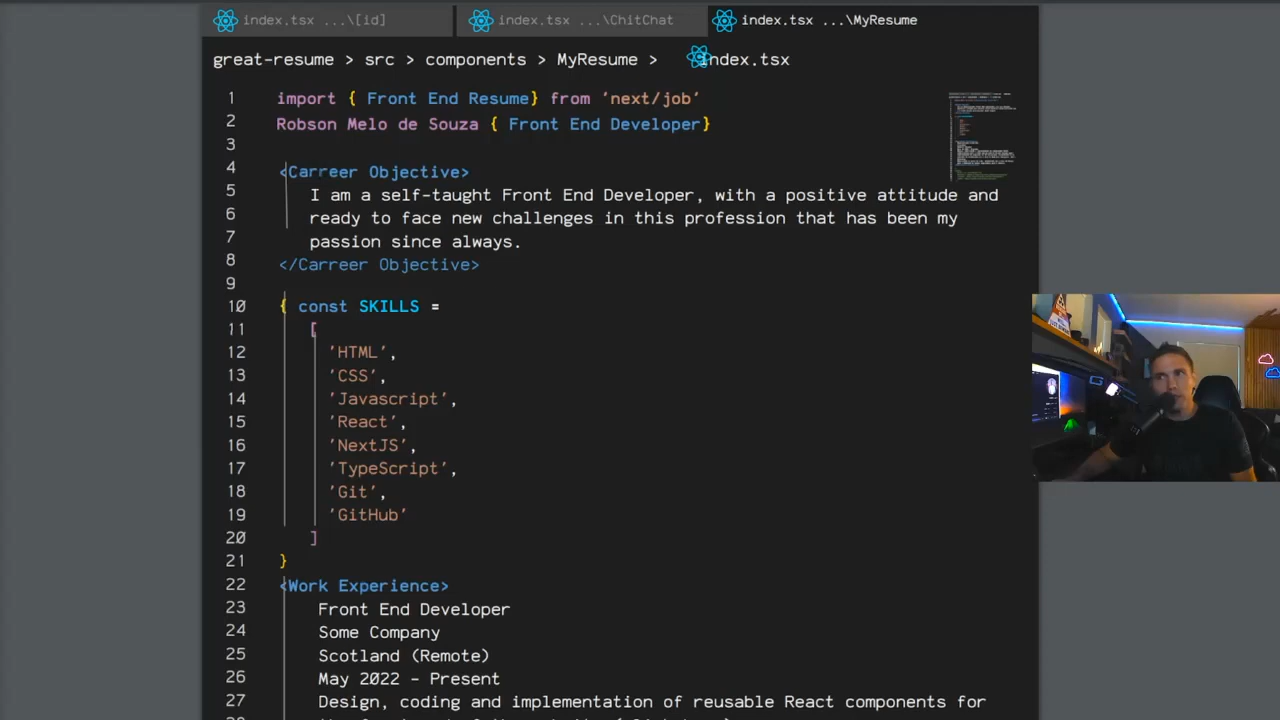 index.tsx ...\[id]
index.tsx ...\ChitChat
index.tsx ...\MyResume
great-resume > src > components > MyResume > index.tsx
1 import { Front End Resume} from 'next/job'
2 Robson Melo de Souza { Front End Developer}
3
4 <Carreer Objective>
5 I am a self-taught Front End Developer, with a positive attitude and
6 ready to face new challenges in this profession that has been my
7 passion since always.
8 </Carreer Objective>
9
10 { const SKILLS =
11 [
12 'HTML',
13 'CSS',
14 'Javascript',
15 'React',
16 'NextJS',
17 'TypeScript',
18 'Git',
19 'GitHub'
20 ]
21 }
22 <Work Experience>
23 Front End Developer
24 Some Company
25 Scotland (Remote)
26 May 2022 - Present
27 Design, coding and implementation of reusable React components for